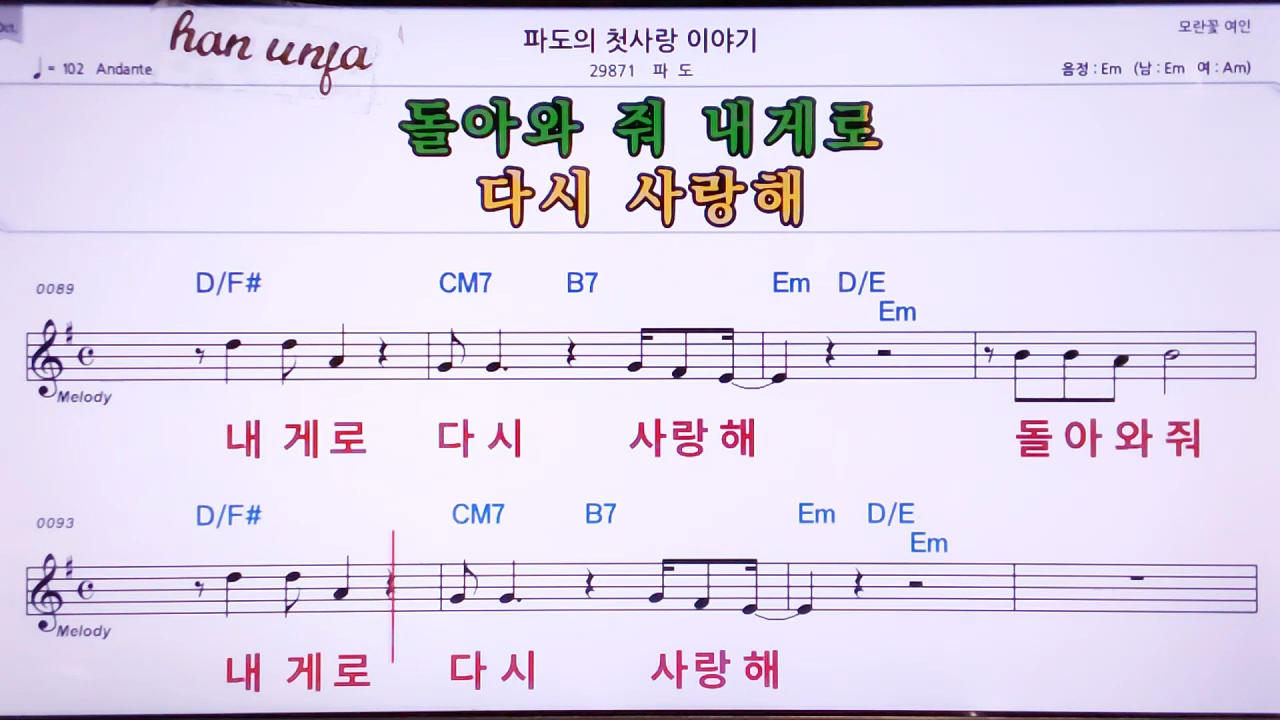 Oct.
han unja
파도의 첫사랑 이야기
모란꽃 여인
♩= 102 Andante
29871 파 도
음정 : Em (남 : Em 여 : Am)
돌아와 줘 내게로
다시 사랑해
0089 D/F# CM7 B7 Em D/E
Em
Melody
내 게로 다 시 사랑 해 돌 아 와 줘
0093 D/F# CM7 B7 Em D/E
Em
Melody
내 게로 다 시 사랑 해